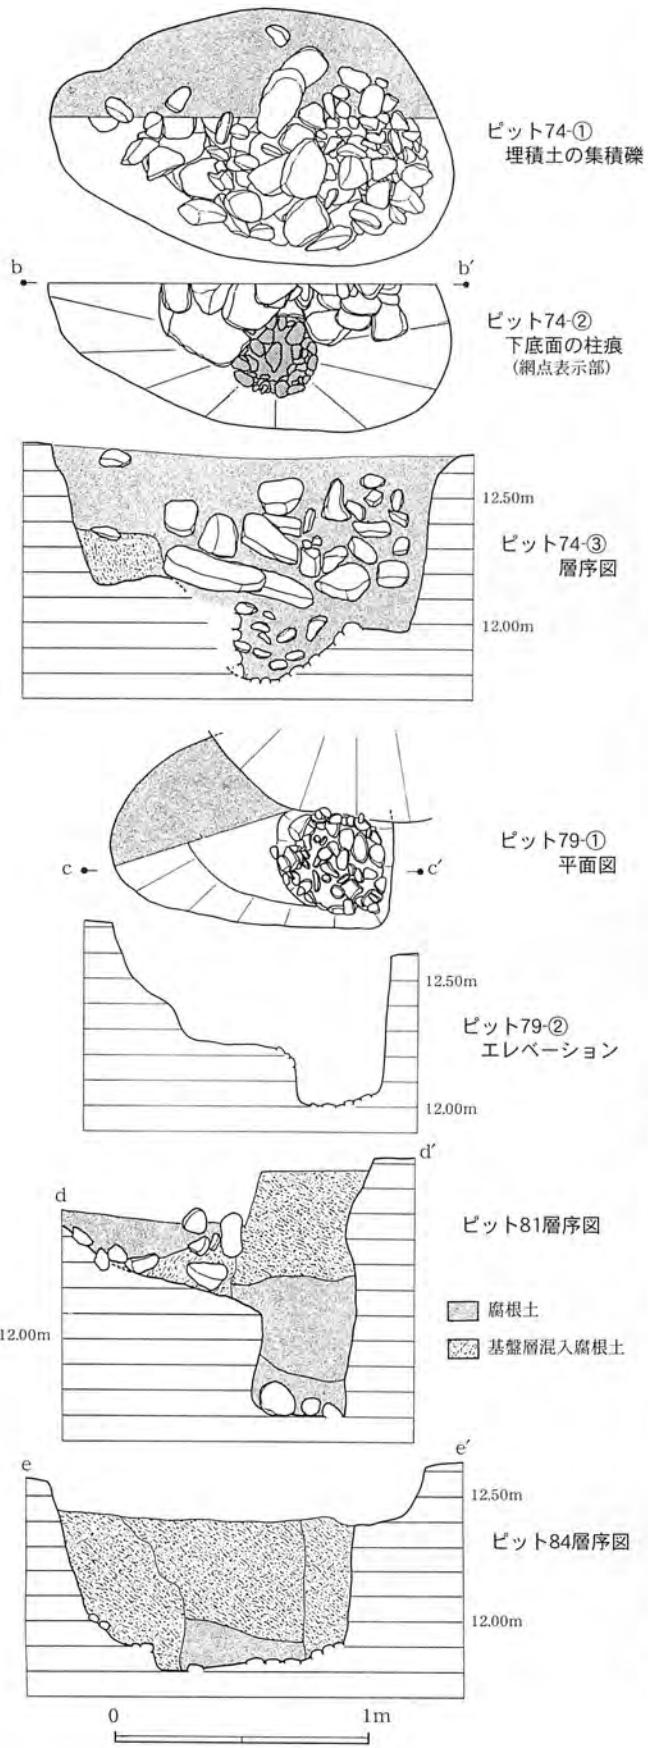 ピット74-①
埋積土の集積礫
b
b′
ピット74-②
下底面の柱痕
(網点表示部)
12.50m
ピット74-③
層序図
12.00m
ピット79-①
平面図
c
c′
12.50m
ピット79-②
エレベーション
12.00m
d′
d
ピット81層序図
腐根土
12.00m
基盤層混入腐根土
e
e′
12.50m
ピット84層序図
12.00m
0
1m